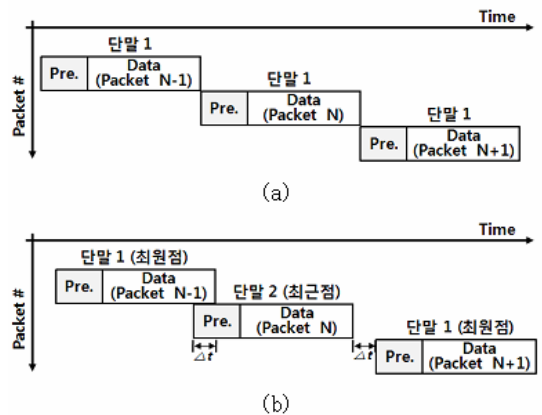 Time
Packet #
단말 1
Pre.
Data
(Packet N-1)
단말 1
Pre.
Data
(Packet N)
단말 1
Pre.
Data
(Packet N+1)
(a)
Time
Packet #
단말 1 (최원점)
Pre.
Data
(Packet N-1)
단말 2 (최근점)
Pre.
Data
(Packet N)
△t
△t
단말 1 (최원점)
Pre.
Data
(Packet N+1)
(b)